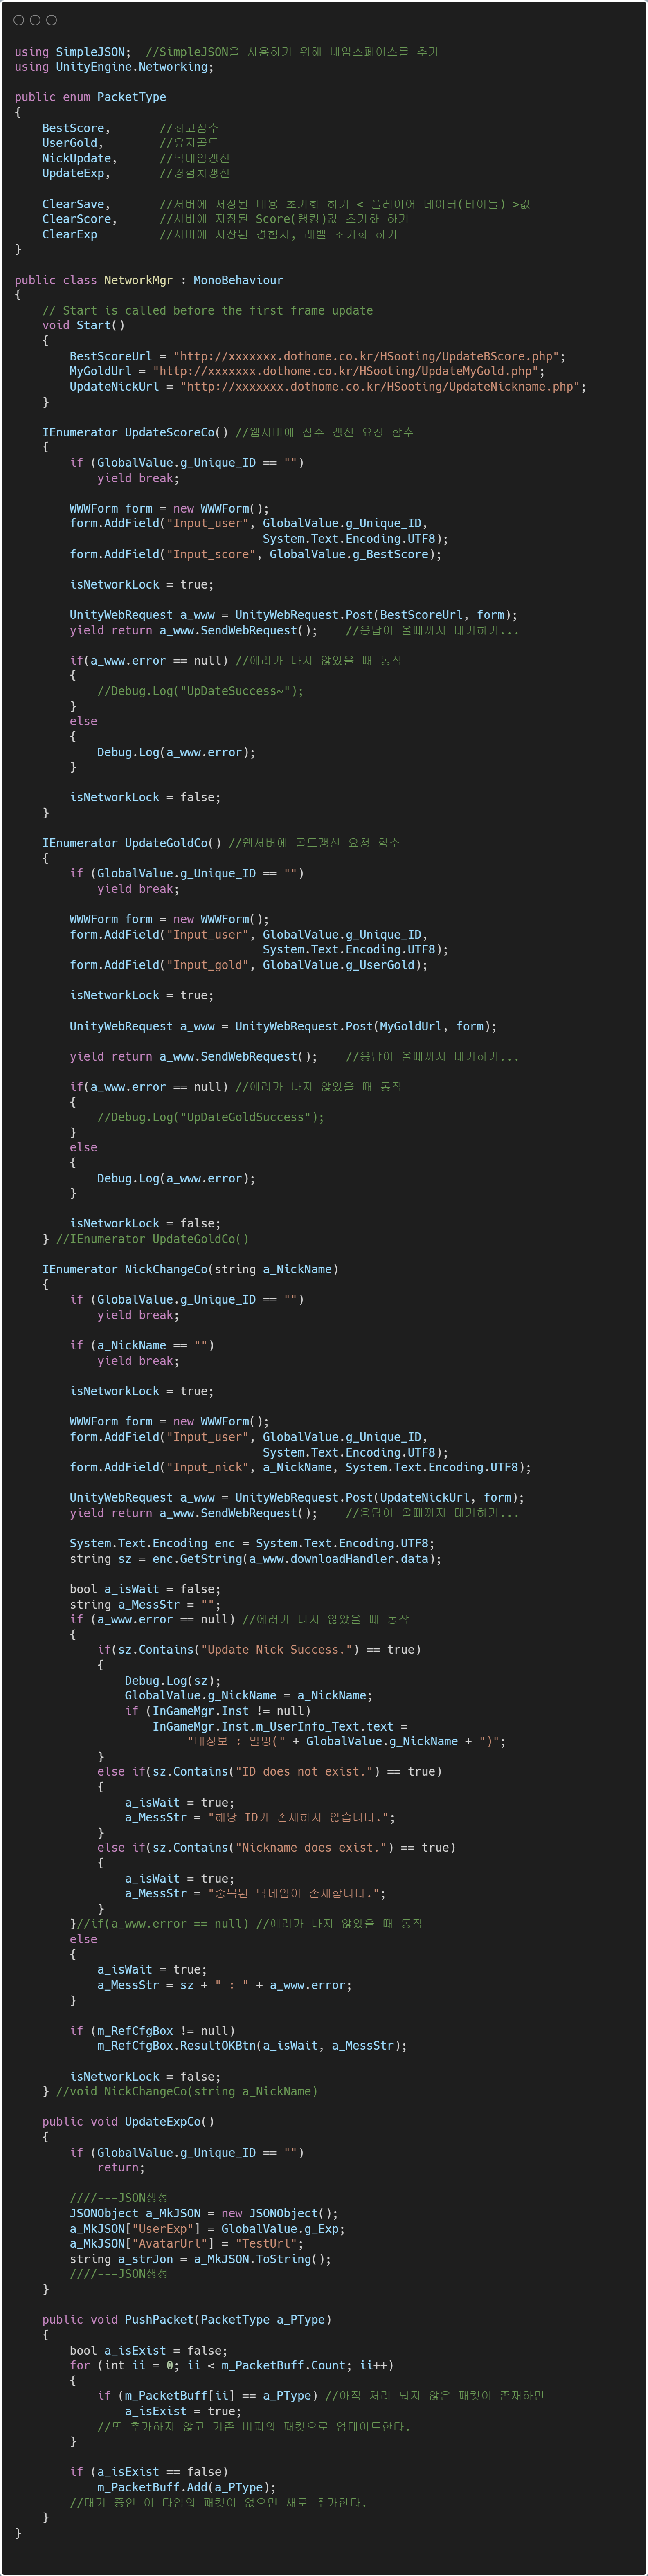 using SimpleJSON;  //SimpleJSON을 사용하기 위해 네임스페이스를 추가
using UnityEngine.Networking;

public enum PacketType
{
    BestScore,       //최고점수
    UserGold,        //유저골드
    NickUpdate,      //닉네임갱신
    UpdateExp,       //경험치갱신

    ClearSave,       //서버에 저장된 내용 초기화 하기 < 플레이어 데이터(타이틀) >값
    ClearScore,      //서버에 저장된 Score(랭킹)값 초기화 하기
    ClearExp         //서버에 저장된 경험치, 레벨 초기화 하기
}

public class NetworkMgr : MonoBehaviour
{
    // Start is called before the first frame update
    void Start()
    {
        BestScoreUrl = "http://xxxxxxx.dothome.co.kr/HSooting/UpdateBScore.php";
        MyGoldUrl = "http://xxxxxxx.dothome.co.kr/HSooting/UpdateMyGold.php";
        UpdateNickUrl = "http://xxxxxxx.dothome.co.kr/HSooting/UpdateNickname.php";
    }

    IEnumerator UpdateScoreCo() //웹서버에 점수 갱신 요청 함수
    {
        if (GlobalValue.g_Unique_ID == "")
            yield break;

        WWWForm form = new WWWForm();
        form.AddField("Input_user", GlobalValue.g_Unique_ID,
                                    System.Text.Encoding.UTF8);
        form.AddField("Input_score", GlobalValue.g_BestScore);

        isNetworkLock = true;

        UnityWebRequest a_www = UnityWebRequest.Post(BestScoreUrl, form);
        yield return a_www.SendWebRequest();    //응답이 올때까지 대기하기...

        if(a_www.error == null) //에러가 나지 않았을 때 동작
        {
            //Debug.Log("UpDateSuccess~");
        }
        else
        {
            Debug.Log(a_www.error);
        }

        isNetworkLock = false;
    }

    IEnumerator UpdateGoldCo() //웹서버에 골드갱신 요청 함수
    {
        if (GlobalValue.g_Unique_ID == "")
            yield break;

        WWWForm form = new WWWForm();
        form.AddField("Input_user", GlobalValue.g_Unique_ID,
                                    System.Text.Encoding.UTF8);
        form.AddField("Input_gold", GlobalValue.g_UserGold);

        isNetworkLock = true;

        UnityWebRequest a_www = UnityWebRequest.Post(MyGoldUrl, form);

        yield return a_www.SendWebRequest();    //응답이 올때까지 대기하기...

        if(a_www.error == null) //에러가 나지 않았을 때 동작
        {
            //Debug.Log("UpDateGoldSuccess");
        }
        else
        {
            Debug.Log(a_www.error);
        }

        isNetworkLock = false;
    } //IEnumerator UpdateGoldCo()

    IEnumerator NickChangeCo(string a_NickName)
    {
        if (GlobalValue.g_Unique_ID == "")
            yield break;

        if (a_NickName == "")
            yield break;

        isNetworkLock = true;

        WWWForm form = new WWWForm();
        form.AddField("Input_user", GlobalValue.g_Unique_ID,
                                    System.Text.Encoding.UTF8);
        form.AddField("Input_nick", a_NickName, System.Text.Encoding.UTF8);

        UnityWebRequest a_www = UnityWebRequest.Post(UpdateNickUrl, form);
        yield return a_www.SendWebRequest();    //응답이 올때까지 대기하기...

        System.Text.Encoding enc = System.Text.Encoding.UTF8;
        string sz = enc.GetString(a_www.downloadHandler.data);

        bool a_isWait = false;
        string a_MessStr = "";
        if (a_www.error == null) //에러가 나지 않았을 때 동작
        {
            if(sz.Contains("Update Nick Success.") == true)
            {
                Debug.Log(sz);
                GlobalValue.g_NickName = a_NickName;
                if (InGameMgr.Inst != null)
                    InGameMgr.Inst.m_UserInfo_Text.text =
                         "내정보 : 별명(" + GlobalValue.g_NickName + ")";
            }
            else if(sz.Contains("ID does not exist.") == true)
            {
                a_isWait = true;
                a_MessStr = "해당 ID가 존재하지 않습니다.";
            }
            else if(sz.Contains("Nickname does exist.") == true)
            {
                a_isWait = true;
                a_MessStr = "중복된 닉네임이 존재합니다.";
            }
        }//if(a_www.error == null) //에러가 나지 않았을 때 동작
        else
        {
            a_isWait = true;
            a_MessStr = sz + " : " + a_www.error;
        }

        if (m_RefCfgBox != null)
            m_RefCfgBox.ResultOKBtn(a_isWait, a_MessStr);

        isNetworkLock = false;
    } //void NickChangeCo(string a_NickName)

    public void UpdateExpCo()
    {
        if (GlobalValue.g_Unique_ID == "")
            return;

        ////---JSON생성
        JSONObject a_MkJSON = new JSONObject();
        a_MkJSON["UserExp"] = GlobalValue.g_Exp;
        a_MkJSON["AvatarUrl"] = "TestUrl";
        string a_strJon = a_MkJSON.ToString();
        ////---JSON생성
    }

    public void PushPacket(PacketType a_PType)
    {
        bool a_isExist = false;
        for (int ii = 0; ii < m_PacketBuff.Count; ii++)
        {
            if (m_PacketBuff[ii] == a_PType) //아직 처리 되지 않은 패킷이 존재하면
                a_isExist = true;
            //또 추가하지 않고 기존 버퍼의 패킷으로 업데이트한다.
        }

        if (a_isExist == false)
            m_PacketBuff.Add(a_PType);
        //대기 중인 이 타입의 패킷이 없으면 새로 추가한다.
    }
}